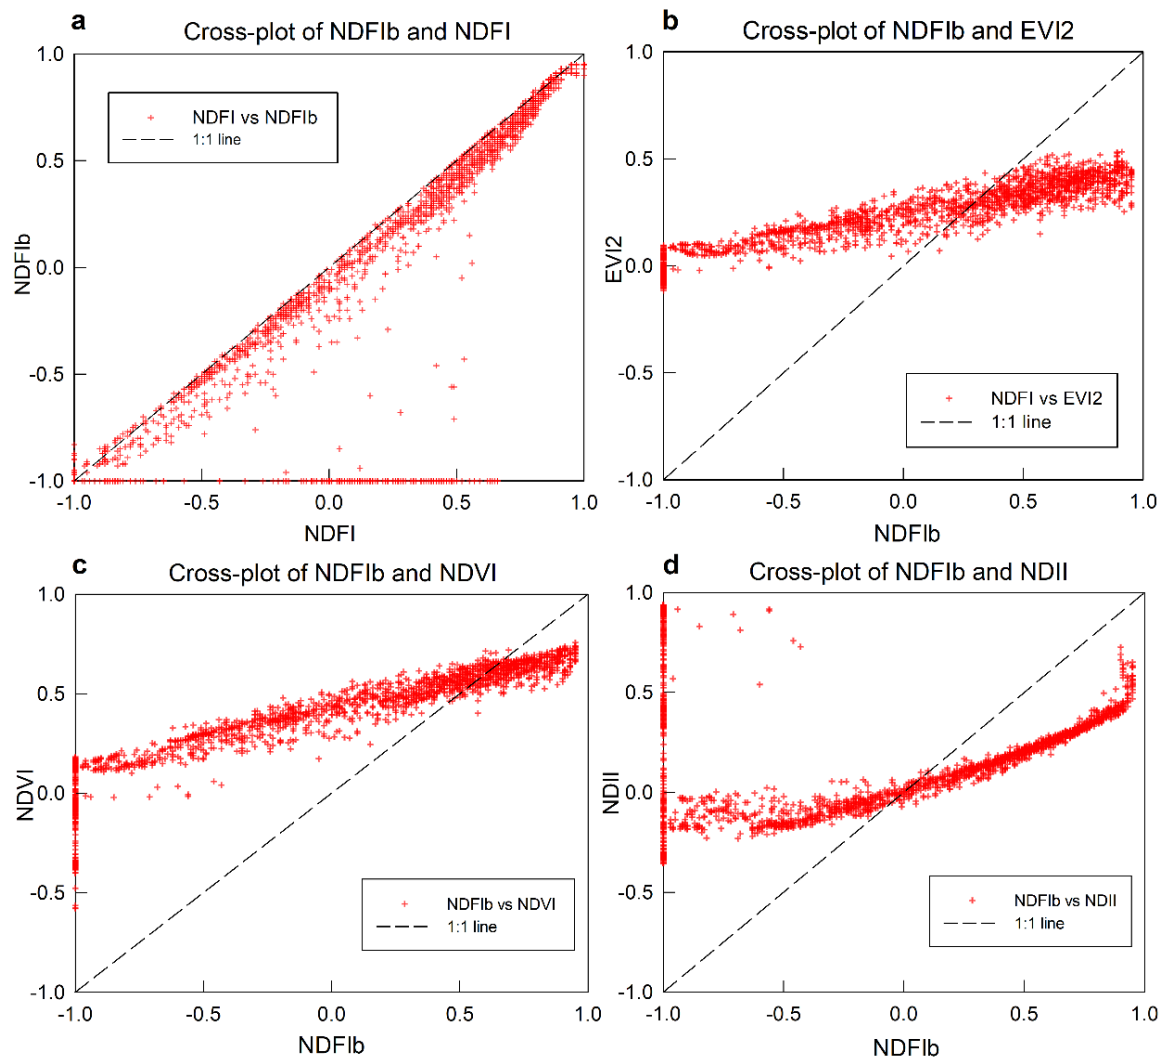 a
Cross-plot of NDFIb and NDFI
1.0
0.5
0.0
-0.5
-1.0
NDFIb
NDFI vs NDFIb
1:1 line
-1.0 -0.5 0.0 0.5 1.0
NDFI
b
Cross-plot of NDFIb and EVI2
1.0
0.5
0.0
-0.5
-1.0
EVI2
NDFI vs EVI2
1:1 line
-1.0 -0.5 0.0 0.5 1.0
NDFIb
c
Cross-plot of NDFIb and NDVI
1.0
0.5
0.0
-0.5
-1.0
NDVI
NDFIb vs NDVI
1:1 line
-1.0 -0.5 0.0 0.5 1.0
NDFIb
d
Cross-plot of NDFIb and NDII
1.0
0.5
0.0
-0.5
-1.0
NDII
NDFIb vs NDII
1:1 line
-1.0 -0.5 0.0 0.5 1.0
NDFIb